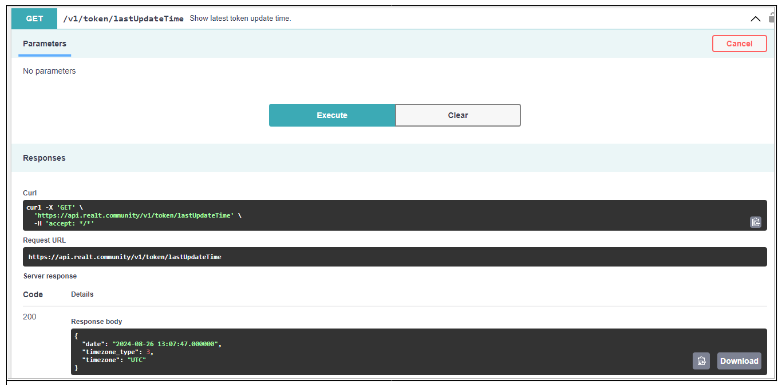 GET /v1/token/lastUpdateTime Show latest token update time.
Parameters
Cancel
No parameters
Execute
Clear
Responses
Curl
curl -X 'GET' \
'https://api.realt.community/v1/token/lastUpdateTime' \
-H 'accept: */*'
Request URL
https://api.realt.community/v1/token/lastUpdateTime
Server response
Code Details
200
Response body
{
"date": "2024-08-26 13:07:47.000000",
"timezone_type": 3,
"timezone": "UTC"
}
Download